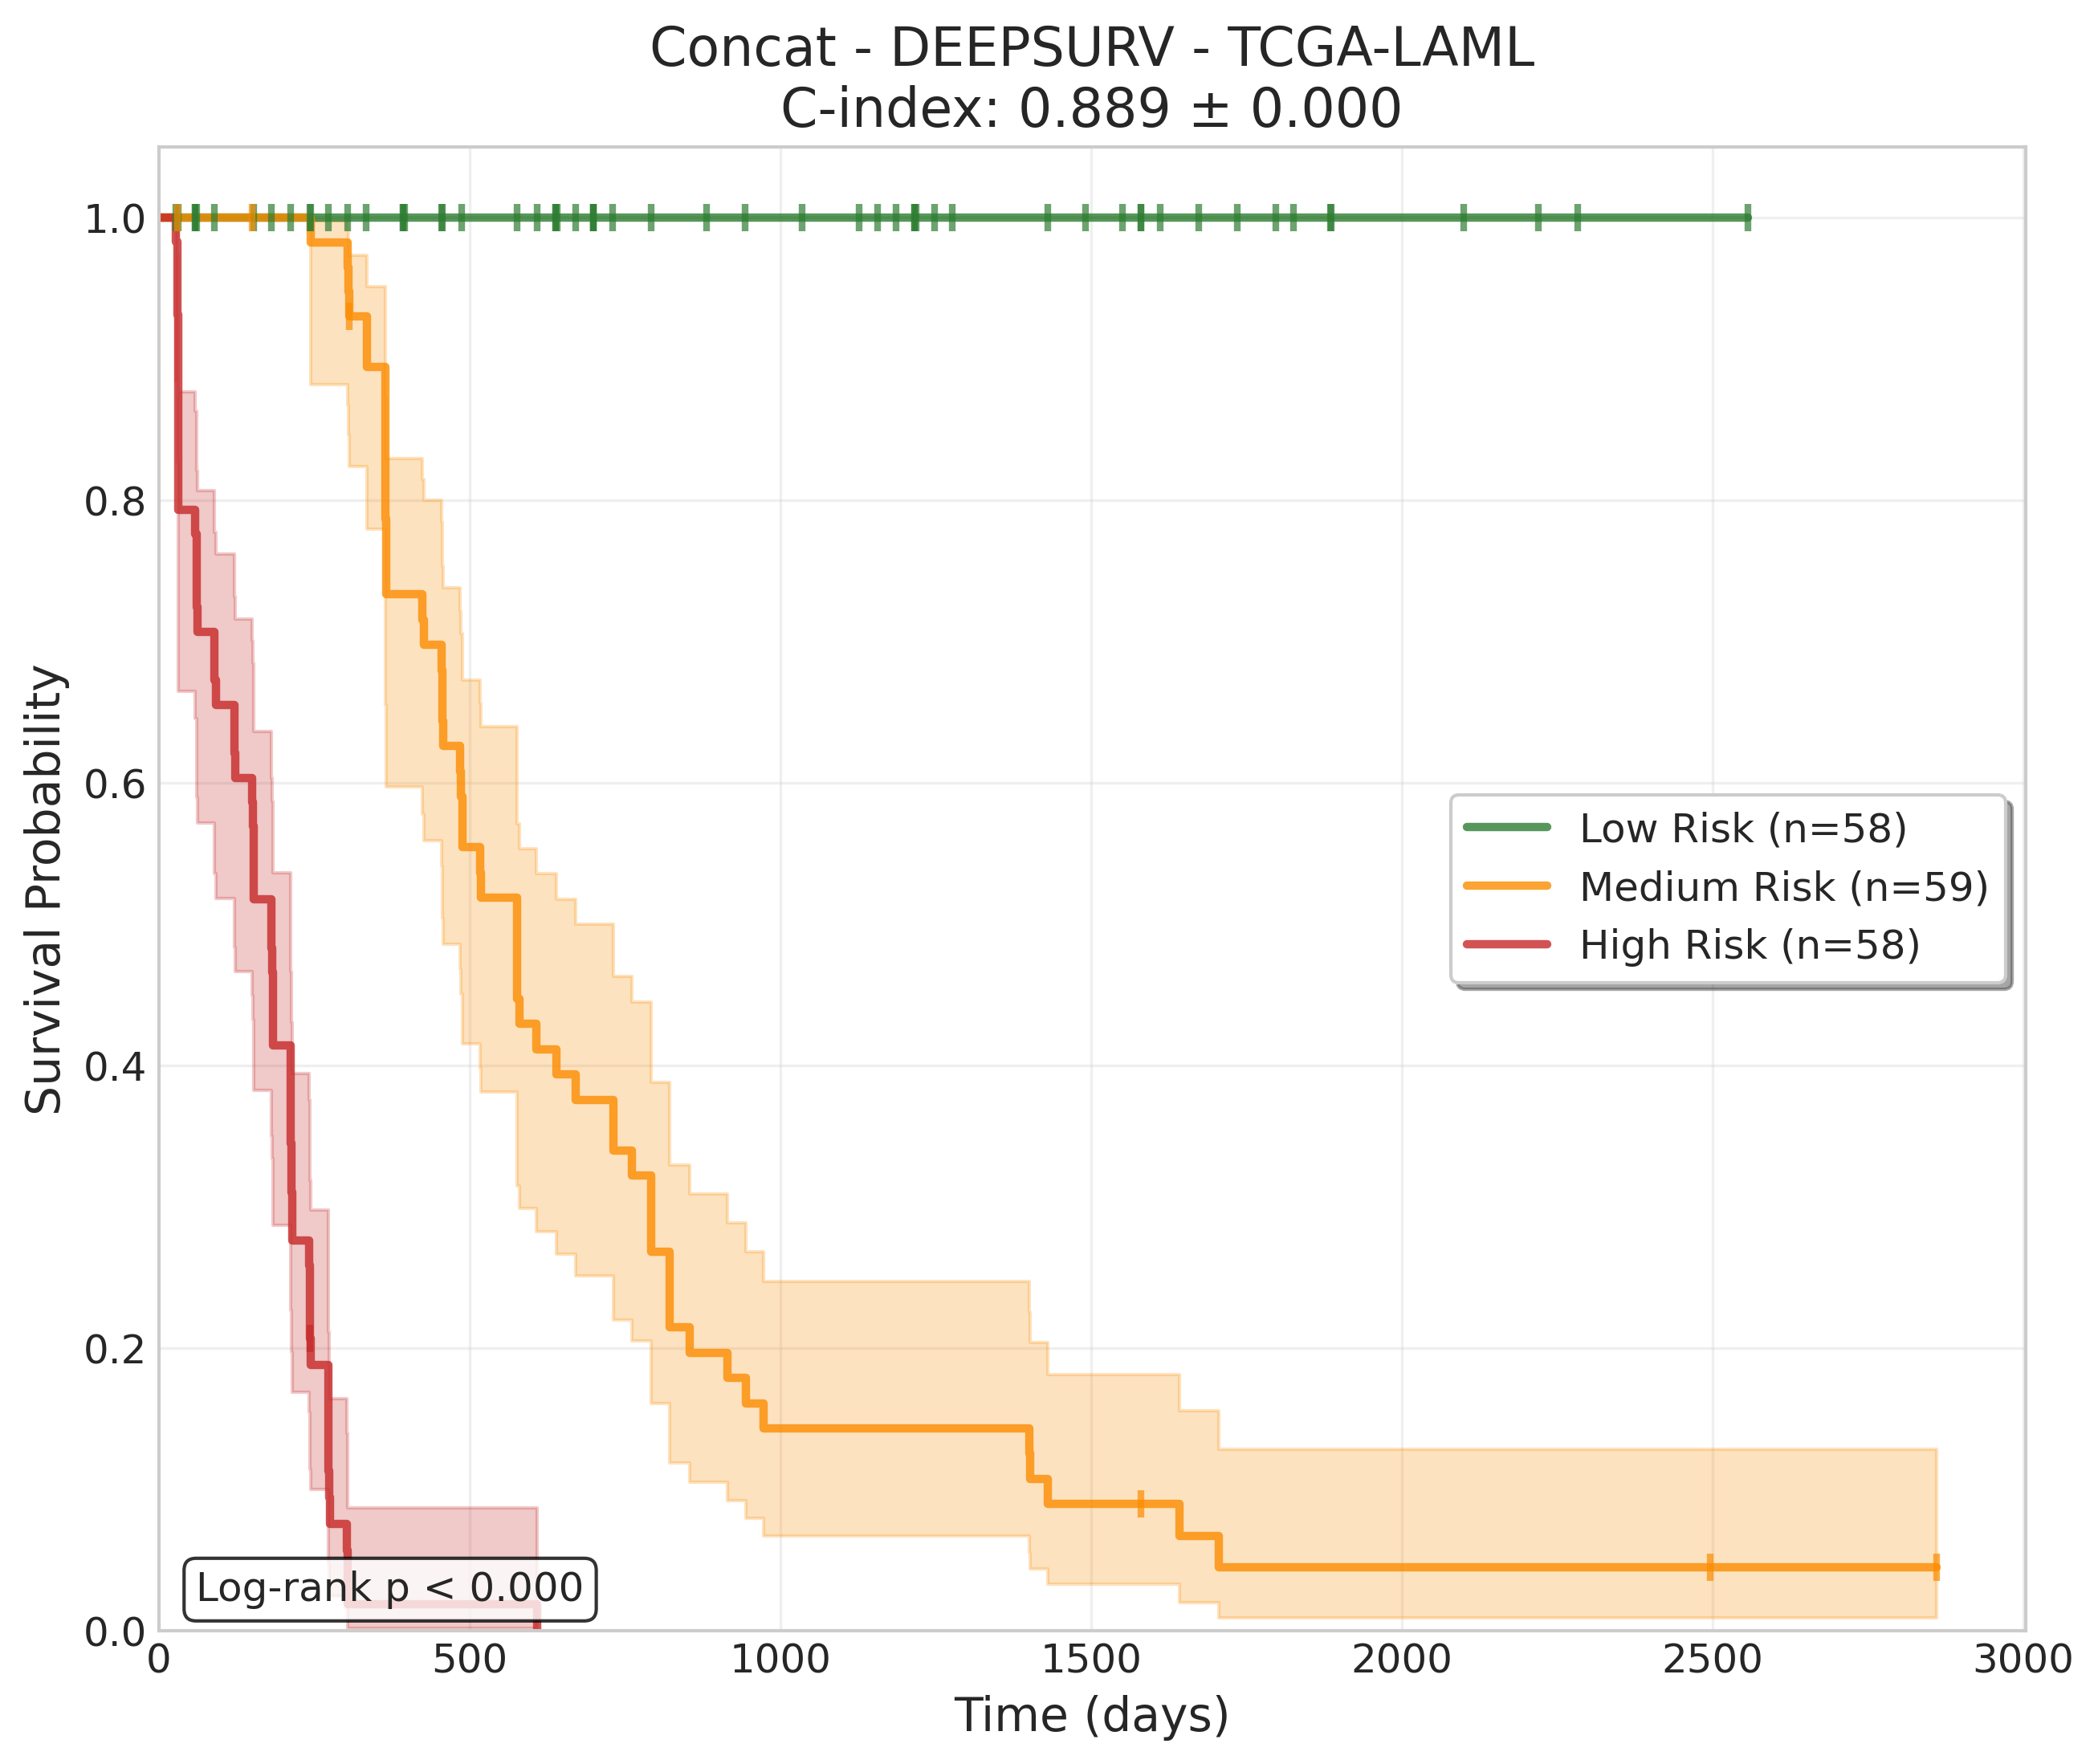 Concat - DEEPSURV - TCGA-LAML
C-index: 0.889 ± 0.000
Survival Probability
1.0
0.8
0.6
0.4
0.2
0.0
Low Risk (n=58)
Medium Risk (n=59)
High Risk (n=58)
Log-rank p < 0.000
0 500 1000 1500 2000 2500 3000
Time (days)